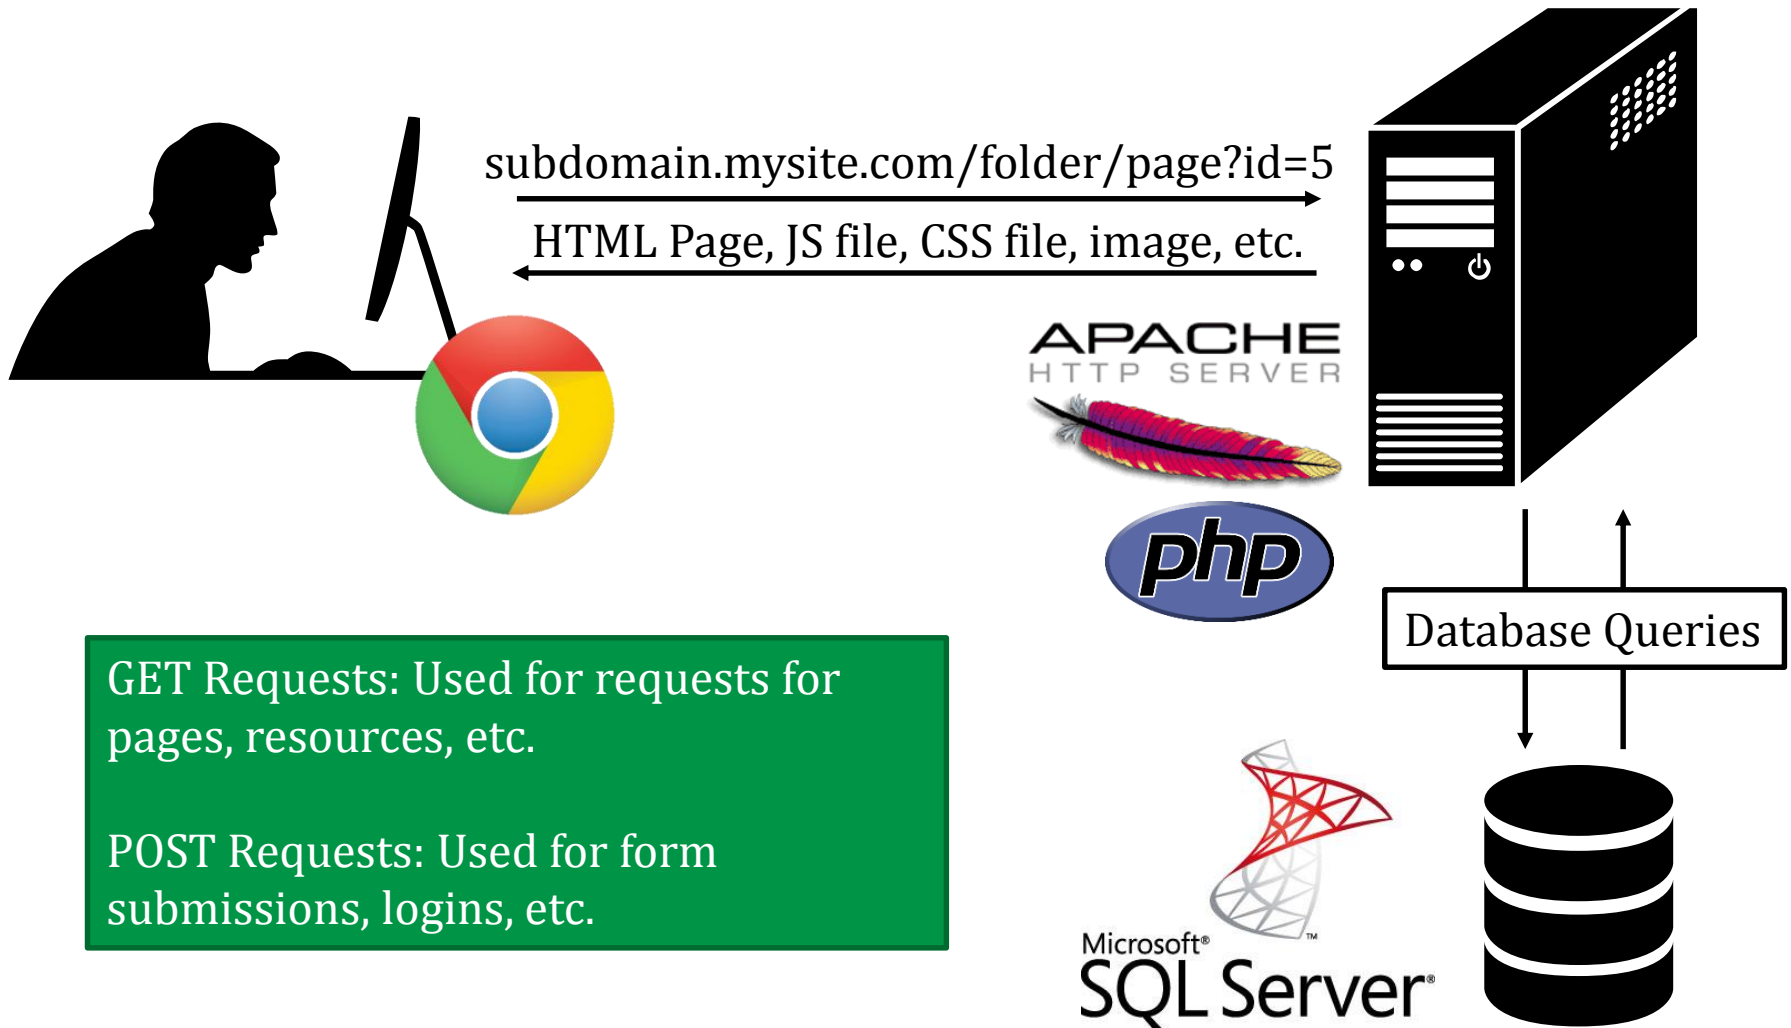 subdomain.mysite.com/folder/page?id=5
HTML Page, JS file, CSS file, image, etc.
APACHE
HTTP SERVER
php
Database Queries
GET Requests: Used for requests for
pages, resources, etc.
POST Requests: Used for form
submissions, logins, etc.
™
Microsoft®
SQL Server®